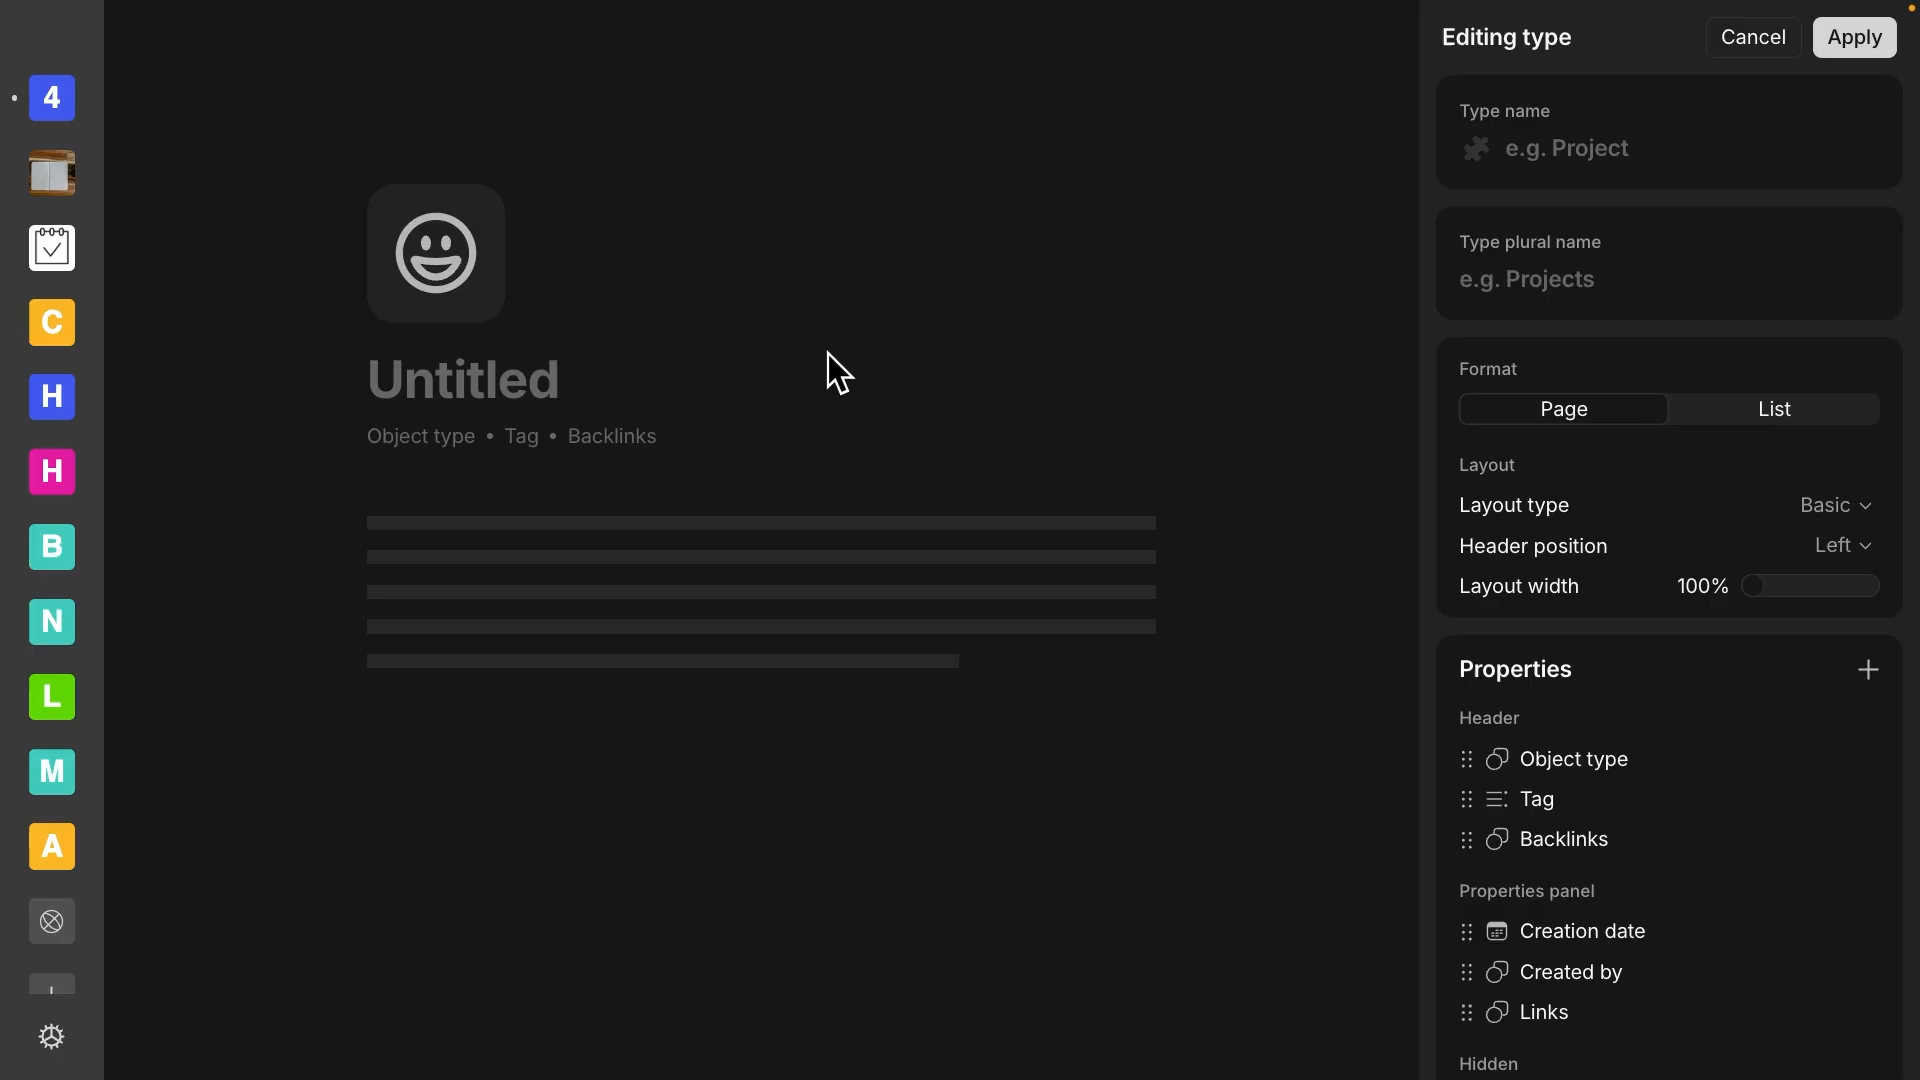 4
C
H
H
B
N
L
M
A
Untitled
Object type • Tag • Backlinks
Editing type
Cancel
Apply
Type name
e.g. Project
Type plural name
e.g. Projects
Format
Page
List
Layout
Layout type
Basic
Header position
Left
Layout width
100%
Properties
Header
Object type
Tag
Backlinks
Properties panel
Creation date
Created by
Links
Hidden